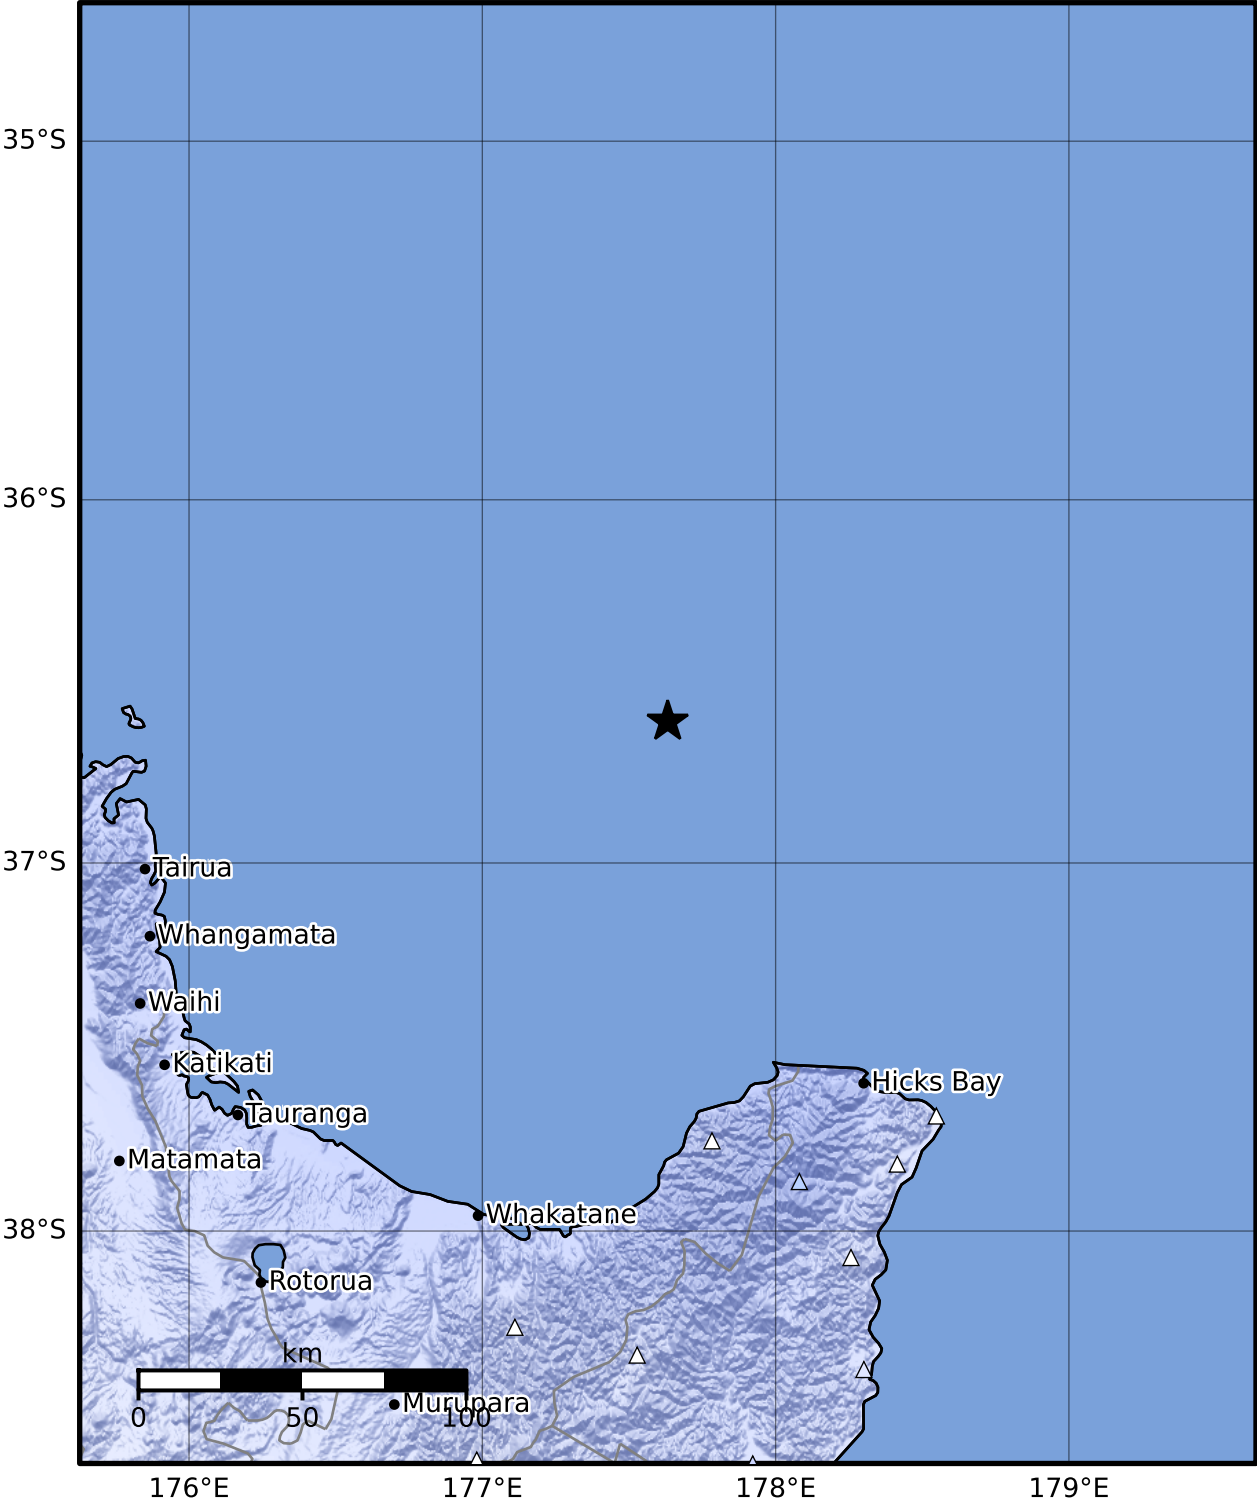 35°S
36°S
37°S
Tairua
Whangamata
Waihi
Katikati
Hicks Bay
Tauranga
Matamata
Whakatane
38°S
Rotorua
km
Murupara
0 50 100
176°E 177°E 178°E 179°E